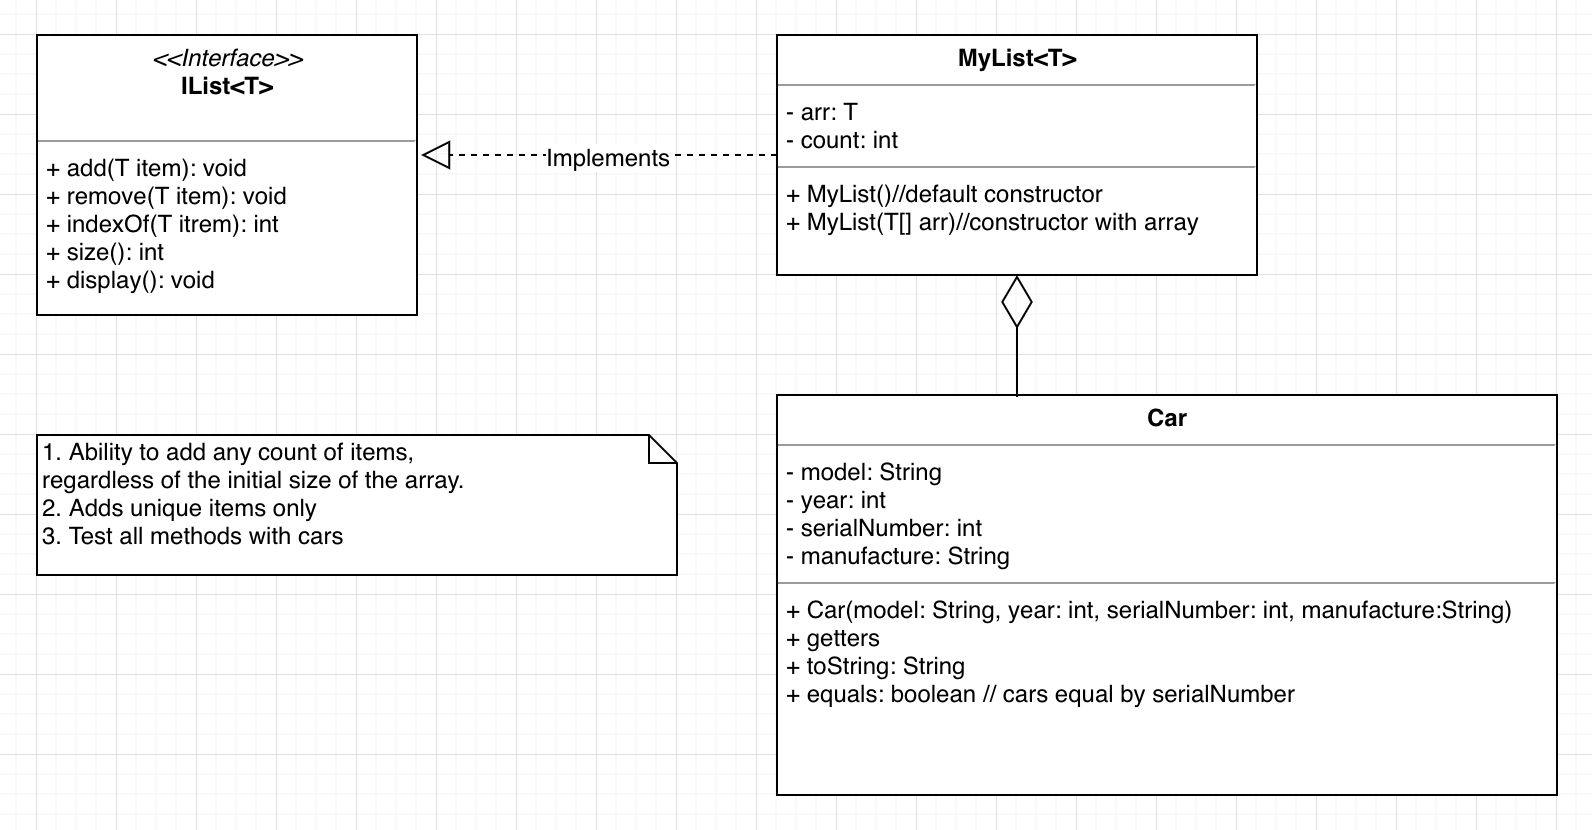 <<Interface>>
IList<T>
+ add(T item): void
+ remove(T item): void
+ indexOf(T itrem): int
+ size(): int
+ display(): void
Implements
MyList<T>
- arr: T
- count: int
+ MyList()//default constructor
+ MyList(T[] arr)//constructor with array
1. Ability to add any count of items,
regardless of the initial size of the array.
2. Adds unique items only
3. Test all methods with cars
Car
- model: String
- year: int
- serialNumber: int
- manufacture: String
+ Car(model: String, year: int, serialNumber: int, manufacture:String)
+ getters
+ toString: String
+ equals: boolean // cars equal by serialNumber